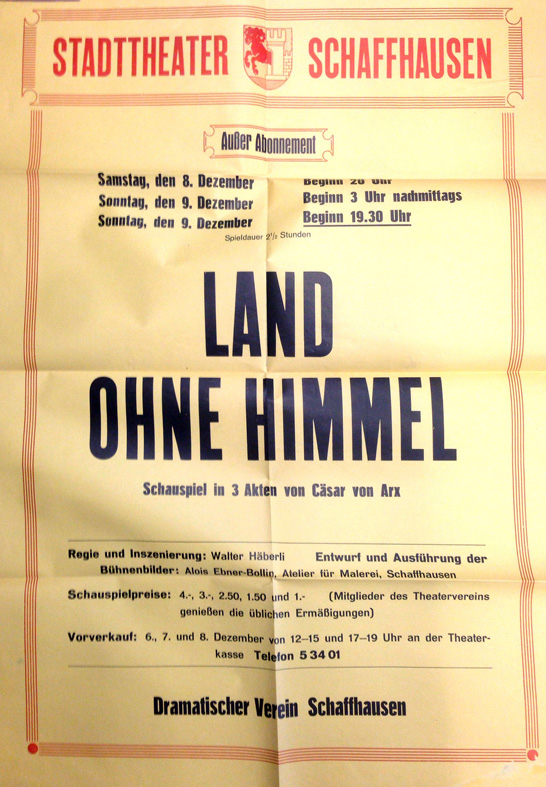 STADTTHEATER SCHAFFHAUSEN
Außer Abonnement
Samstag, den 8. Dezember Beginn 20 Uhr
Sonntag, den 9. Dezember Beginn 3 Uhr nachmittags
Sonntag, den 9. Dezember Beginn 19.30 Uhr
Spieldauer 2½ Stunden
LAND
OHNE HIMMEL
Schauspiel in 3 Akten von Cäsar von Arx
Regie und Inszenierung: Walter Häberli Entwurf und Ausführung der
Bühnenbilder: Alois Ebner-Bollin, Atelier für Malerei, Schaffhausen
Schauspielpreise: 4.-, 3.-, 2.50, 1.50 und 1.- (Mitglieder des Theatervereins
genießen die üblichen Ermäßigungen)
Vorverkauf: 6., 7. und 8. Dezember von 12–15 und 17–19 Uhr an der Theater-
kasse Telefon 5 34 01
Dramatischer Verein Schaffhausen